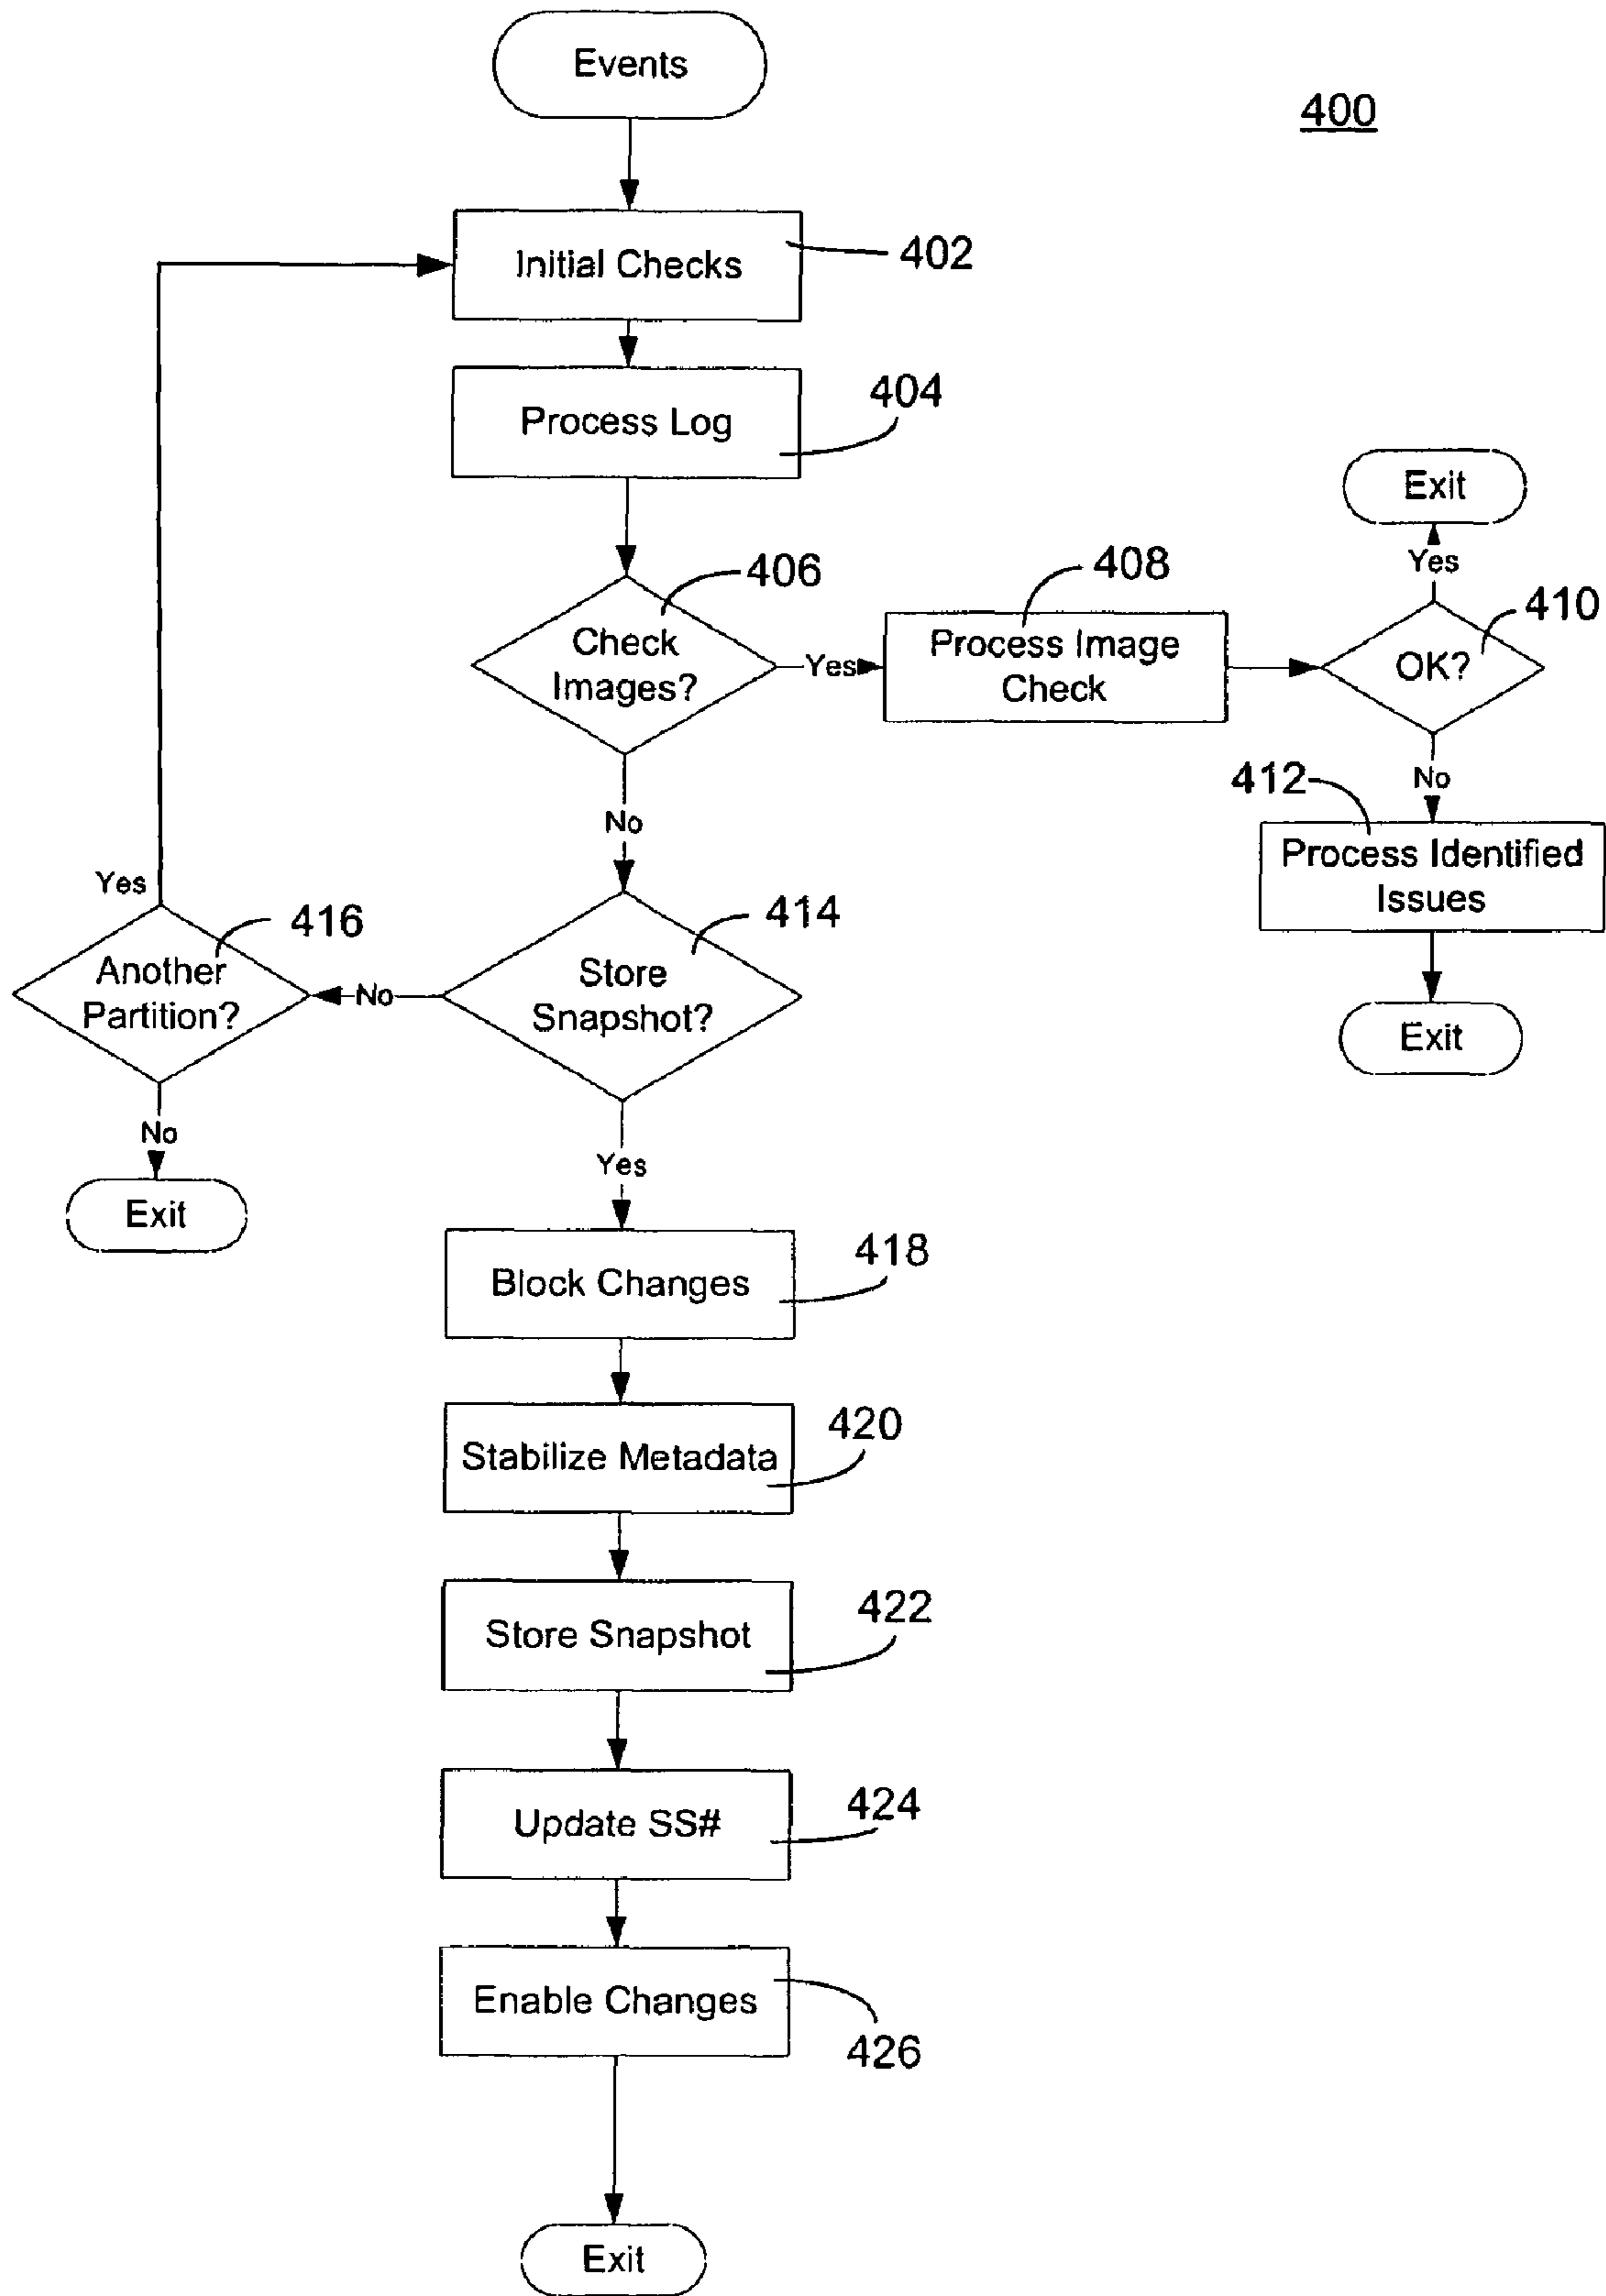 Events
400
Initial Checks
402
Process Log
404
Exit
Yes
406
408
410
Check
Images?
Yes
Process Image
Check
OK?
No
412
No
Process Identified
Issues
Yes
416
414
Another
Partition?
No
Store
Snapshot?
Exit
No
Yes
Exit
Block Changes
418
Stabilize Metadata
420
Store Snapshot
422
Update SS#
424
Enable Changes
426
Exit